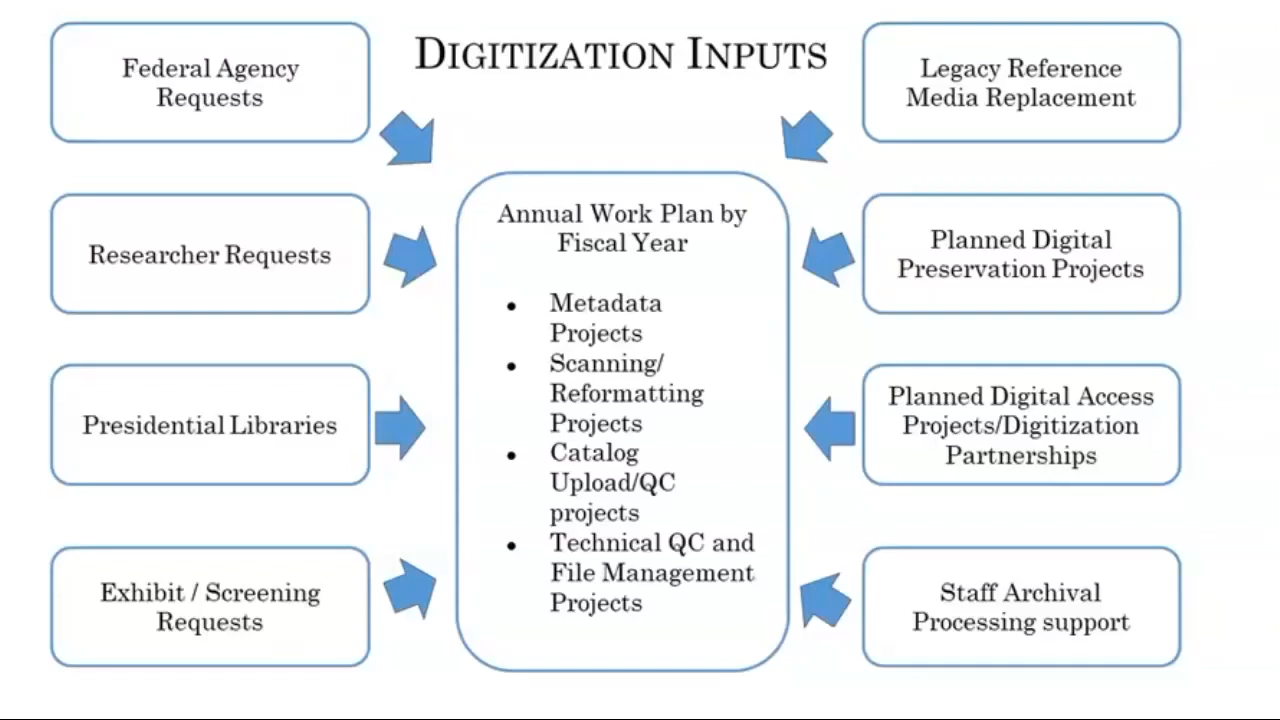 DIGITIZATION INPUTS
Federal Agency
Requests
Researcher Requests
Presidential Libraries
Exhibit / Screening
Requests
Annual Work Plan by
Fiscal Year
• Metadata
Projects
• Scanning/
Reformatting
Projects
• Catalog
Upload/QC
projects
• Technical QC and
File Management
Projects
Legacy Reference
Media Replacement
Planned Digital
Preservation Projects
Planned Digital Access
Projects/Digitization
Partnerships
Staff Archival
Processing support